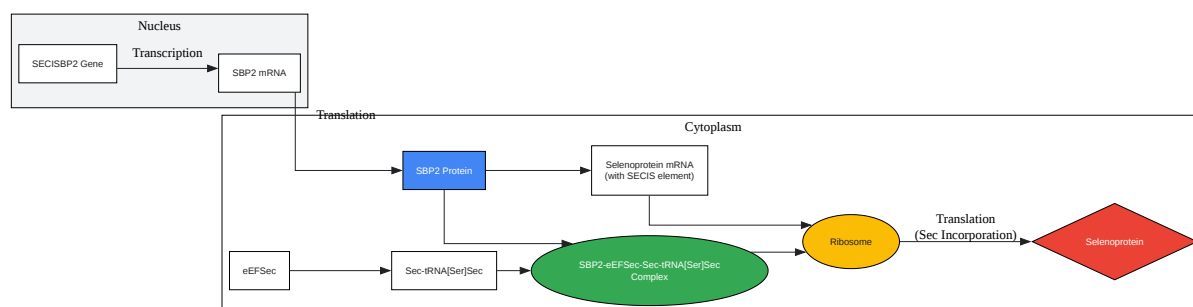 Nucleus
SECISBP2 Gene
Transcription
SBP2 mRNA
Translation
Cytoplasm
SBP2 Protein
Selenoprotein mRNA
(with SECIS element)
eEFSec
Sec-tRNA[Ser]Sec
SBP2-eEFSec-Sec-tRNA[Ser]Sec
Complex
Ribosome
Translation
(Sec Incorporation)
Selenoprotein